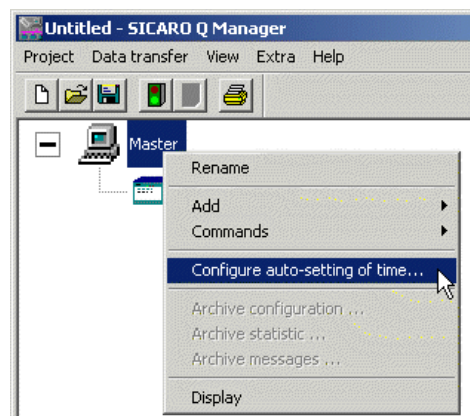 Untitled - SICARO Q Manager
Project Data transfer View Extra Help
Master
Rename
Add
Commands
Configure auto-setting of time...
Archive configuration ...
Archive statistic ...
Archive messages ...
Display